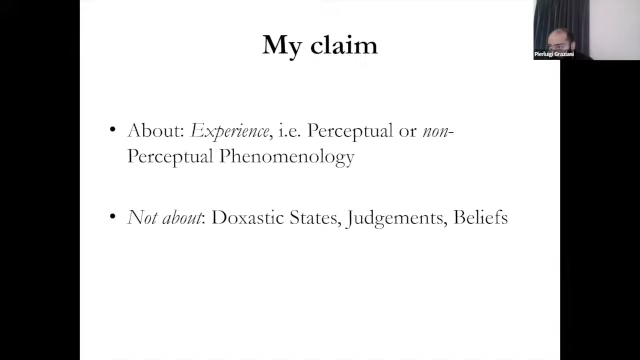 My claim
Pierluigi Graziani
• About: Experience, i.e. Perceptual or non-
Perceptual Phenomenology
• Not about: Doxastic States, Judgements, Beliefs